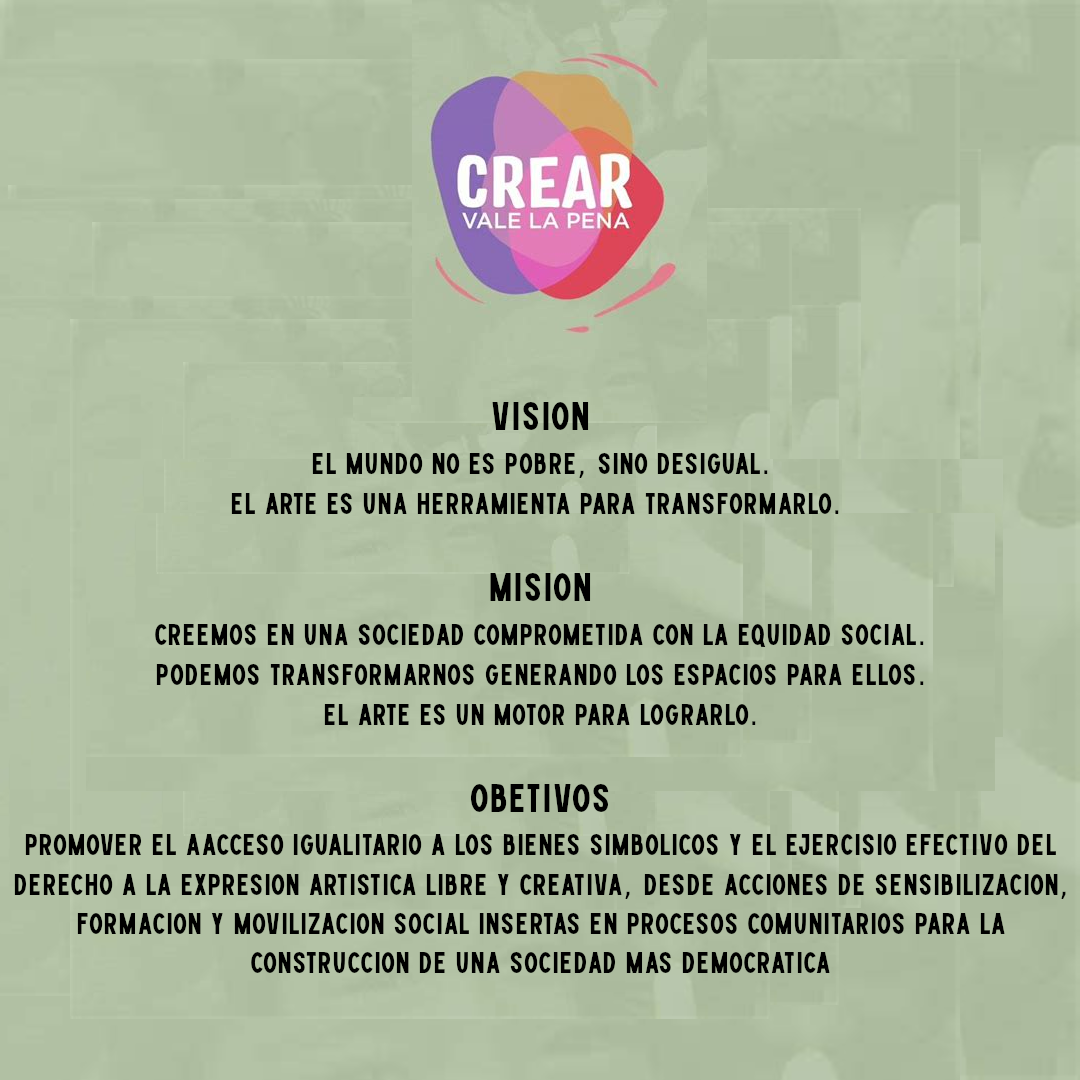 CREAR
VALE LA PENA
VISION
EL MUNDO NO ES POBRE, SINO DESIGUAL.
EL ARTE ES UNA HERRAMIENTA PARA TRANSFORMARLO.
MISION
CREEMOS EN UNA SOCIEDAD COMPROMETIDA CON LA EQUIDAD SOCIAL.
PODEMOS TRANSFORMARNOS GENERANDO LOS ESPACIOS PARA ELLOS.
EL ARTE ES UN MOTOR PARA LOGRARLO.
OBETIVOS
PROMOVER EL AACCESO IGUALITARIO A LOS BIENES SIMBOLICOS Y EL EJERCISIO EFECTIVO DEL
DERECHO A LA EXPRESION ARTISTICA LIBRE Y CREATIVA, DESDE ACCIONES DE SENSIBILIZACION,
FORMACION Y MOVILIZACION SOCIAL INSERTAS EN PROCESOS COMUNITARIOS PARA LA
CONSTRUCCION DE UNA SOCIEDAD MAS DEMOCRATICA